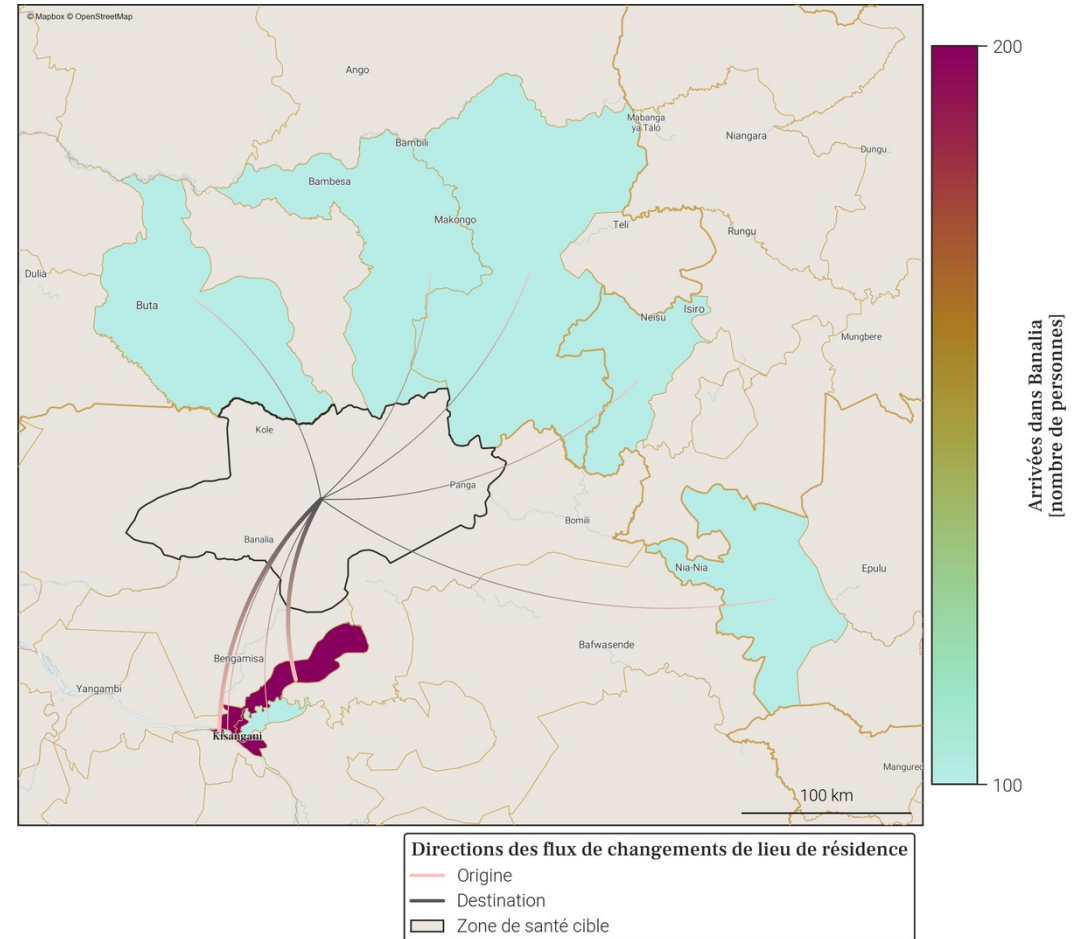 © Mapbox © OpenStreetMap
Ango
Mabanga
ya Talo
Niangara
Dungu
Bambili
Bambesa
Makongo
Teli
Rungu
Dulia
Buta
Neisu
Isiro
Mungbere
Kole
Panga
Bomili
Banalia
Nia-Nia
Epulu
Bafwasende
Bengamisa
Yangambi
Kisangani
100 km
200
100
Arrivées dans Banalia
[nombre de personnes]
Directions des flux de changements de lieu de résidence
Origine
Destination
Zone de santé cible